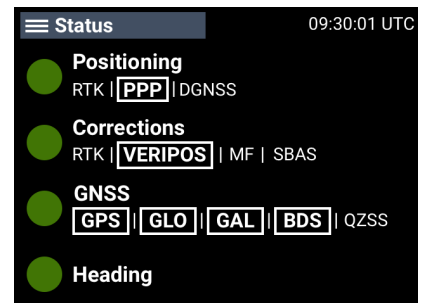 Status 09:30:01 UTC
Positioning
RTK | PPP | DGNSS
Corrections
RTK | VERIPOS | MF | SBAS
GNSS
GPS | GLO | GAL | BDS | QZSS
Heading